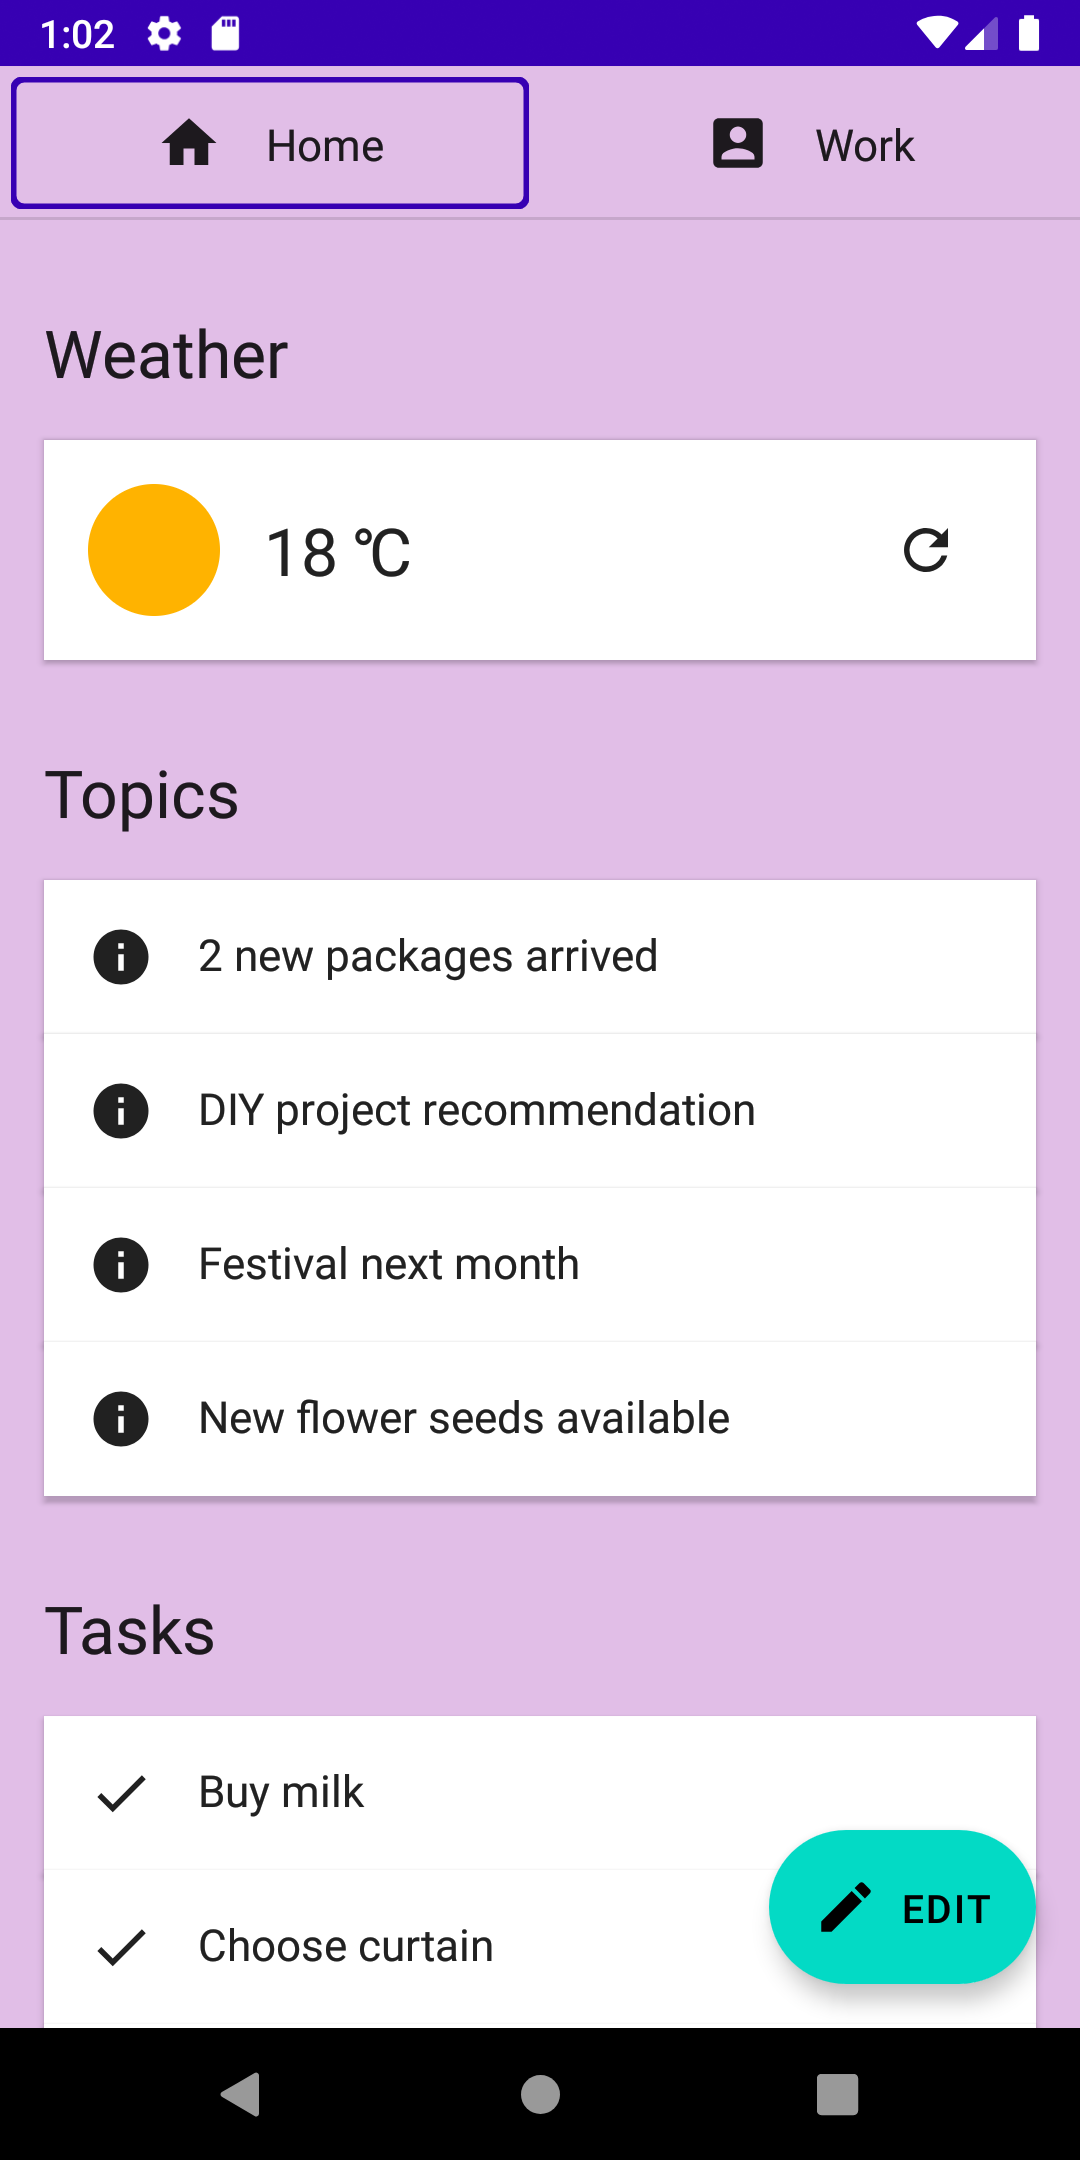 1:02
Home
Work
Weather
18 ℃
Topics
2 new packages arrived
DIY project recommendation
Festival next month
New flower seeds available
Tasks
Buy milk
Choose curtain
EDIT